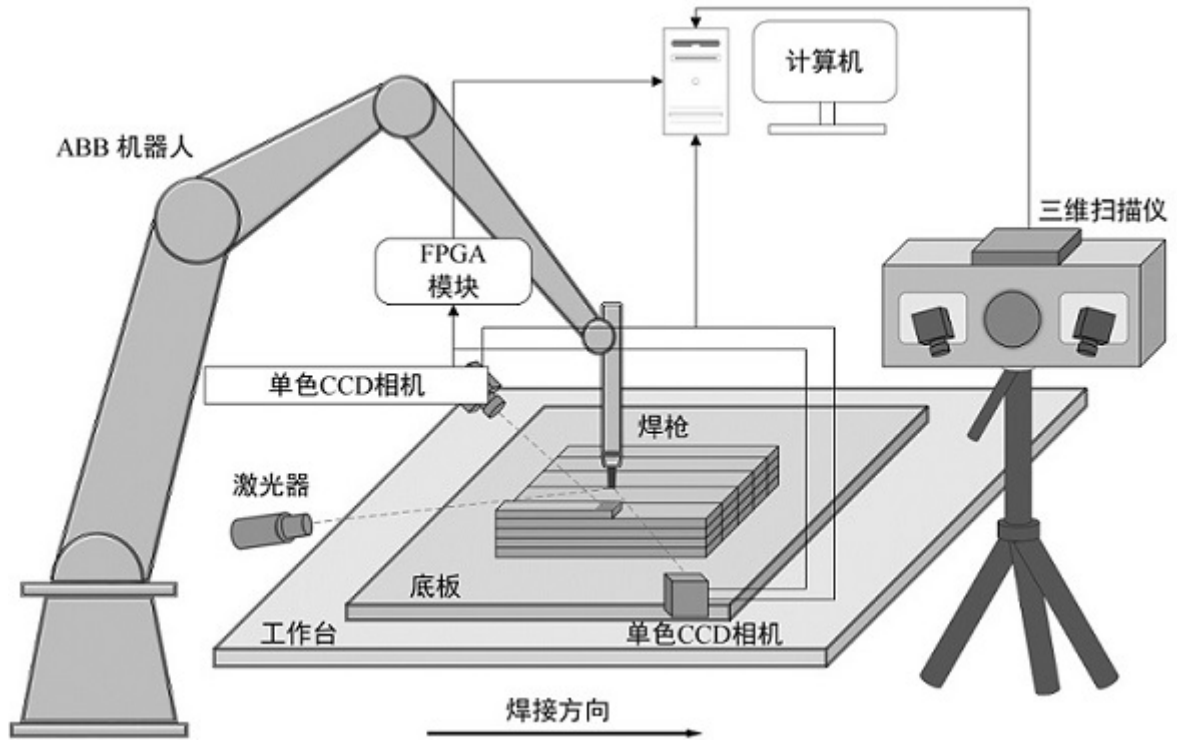 计算机
ABB 机器人
三维扫描仪
FPGA
模块
单色CCD相机
焊枪
激光器
底板
工作台
单色CCD相机
焊接方向